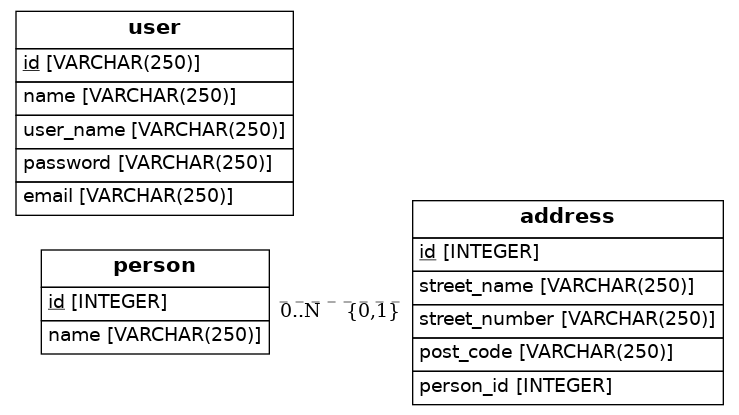 user
id [VARCHAR(250)]
name [VARCHAR(250)]
user_name [VARCHAR(250)]
password [VARCHAR(250)]
email [VARCHAR(250)]
person
id [INTEGER]
name [VARCHAR(250)]
0..N {0,1}
address
id [INTEGER]
street_name [VARCHAR(250)]
street_number [VARCHAR(250)]
post_code [VARCHAR(250)]
person_id [INTEGER]